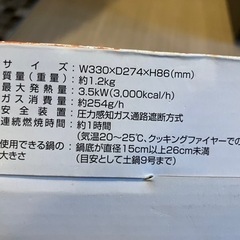 サイズ：W330×D274×H86(mm)
質量(重量)：約1.2kg
最大発熱量：3.5kW(3,000kcal/h)
ガス消費量：約254g/h
安全装置：圧力感知ガス通路遮断方式
連続燃焼時間：約1時間
(気温20〜25℃、クッキングファイヤーでの
使用できる鍋の：鍋底が直径15cm以上26cm未満
大きさ (目安として土鍋9号まで)